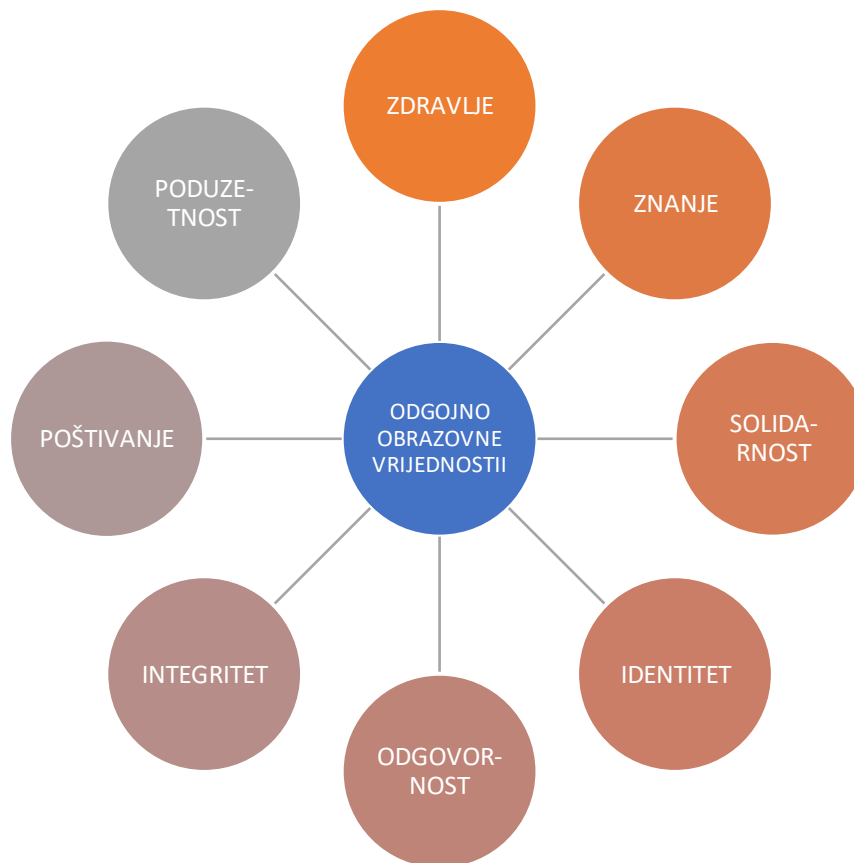 ZDRAVLJE
ZNANJE
SOLIDA-
RNOST
IDENTITET
ODGOVOR-
NOST
INTEGRITET
POŠTIVANJE
PODUZE-
TNOST
ODGOJNO
OBRAZOVNE
VRIJEDNOSTII